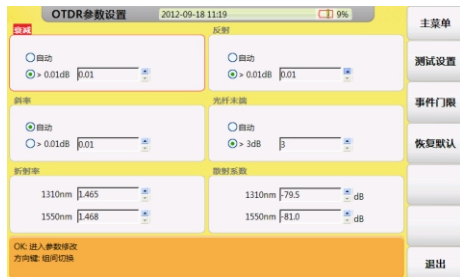 OTDR参数设置 2012-09-18 11:19 9%
衰减
自动
> 0.01dB 0.01
反射
自动
> 0.01dB 0.01
斜率
自动
> 0.01dB 0.01
光纤末端
自动
> 3dB 3
折射率
1310nm 1.465
1550nm 1.468
散射系数
1310nm -79.5 dB
1550nm -81.0 dB
OK: 进入参数修改
方向键: 组间切换
主菜单
测试设置
事件门限
恢复默认
退出